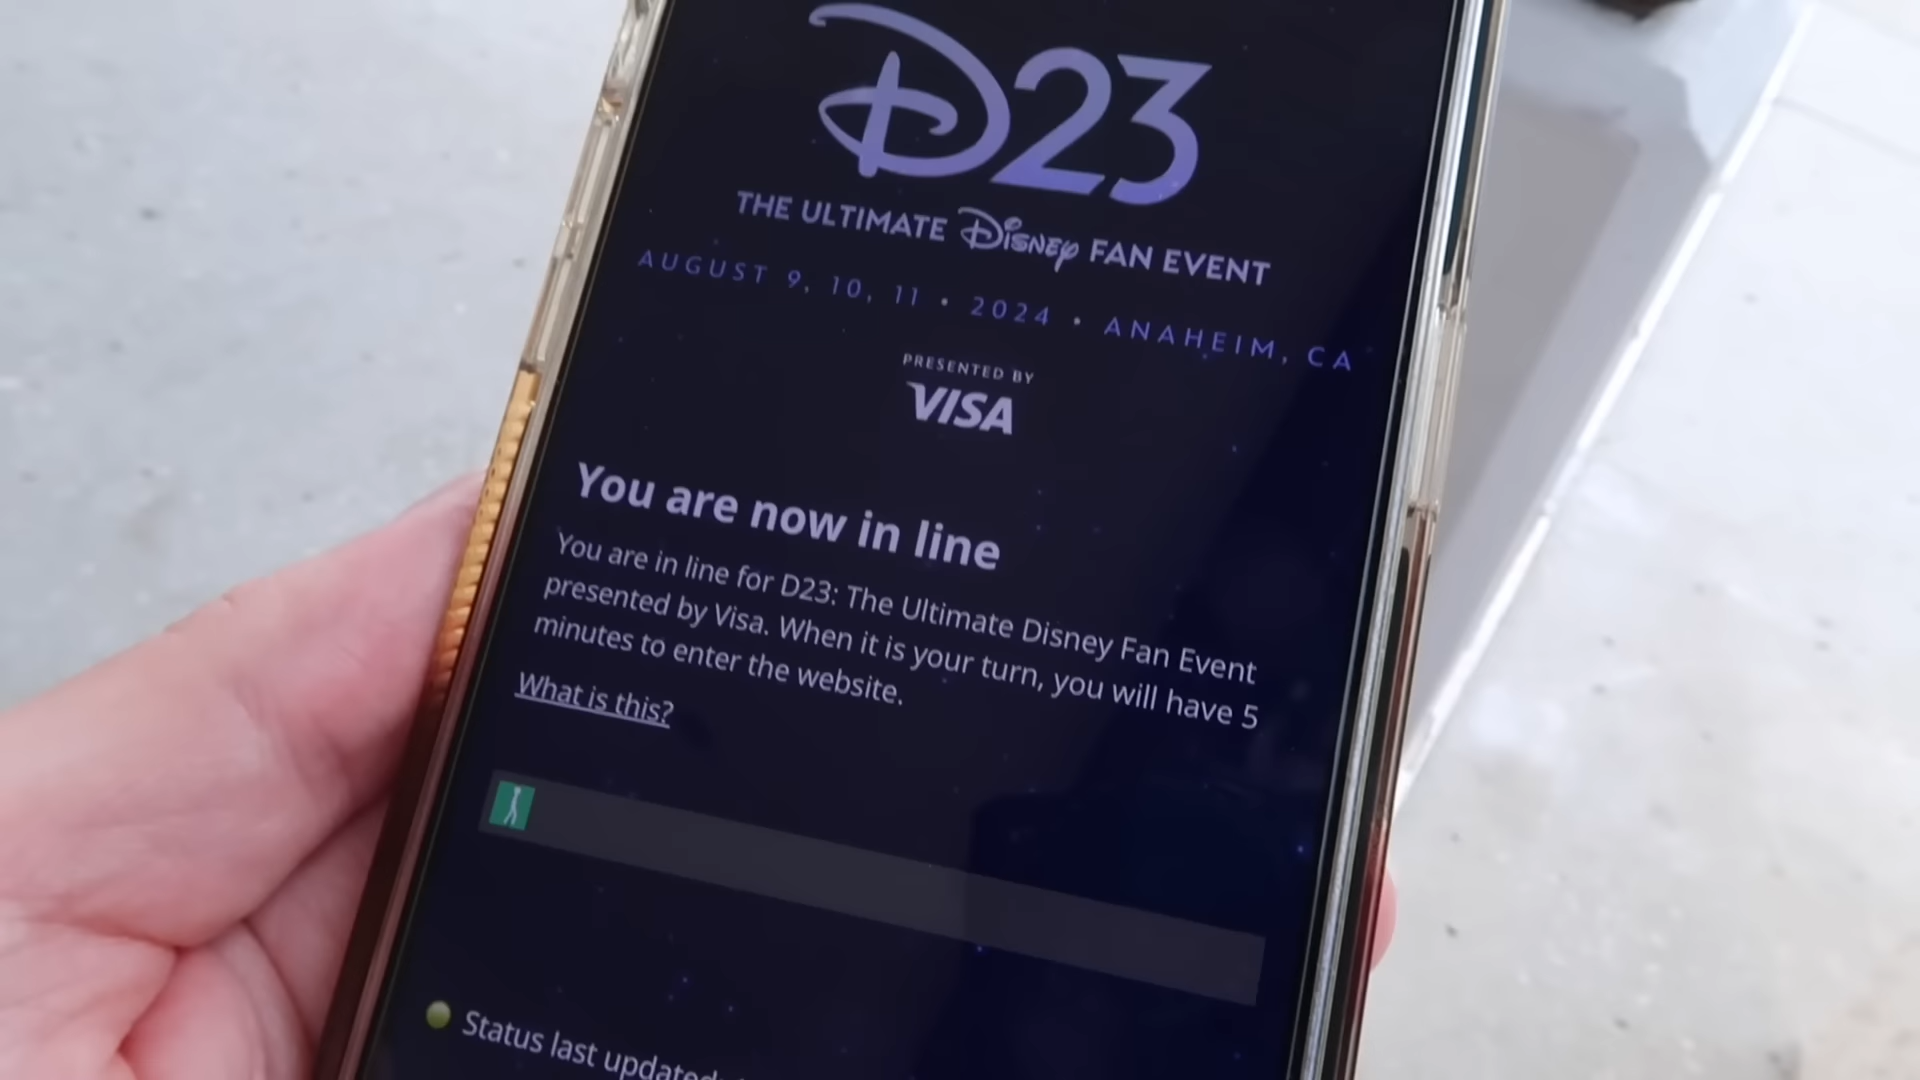 D23
THE ULTIMATE Disney FAN EVENT
AUGUST 9, 10, 11 • 2024 • ANAHEIM, CA
PRESENTED BY
VISA
You are now in line
You are in line for D23: The Ultimate Disney Fan Event
presented by Visa. When it is your turn, you will have 5
minutes to enter the website.
What is this?
Status last updated